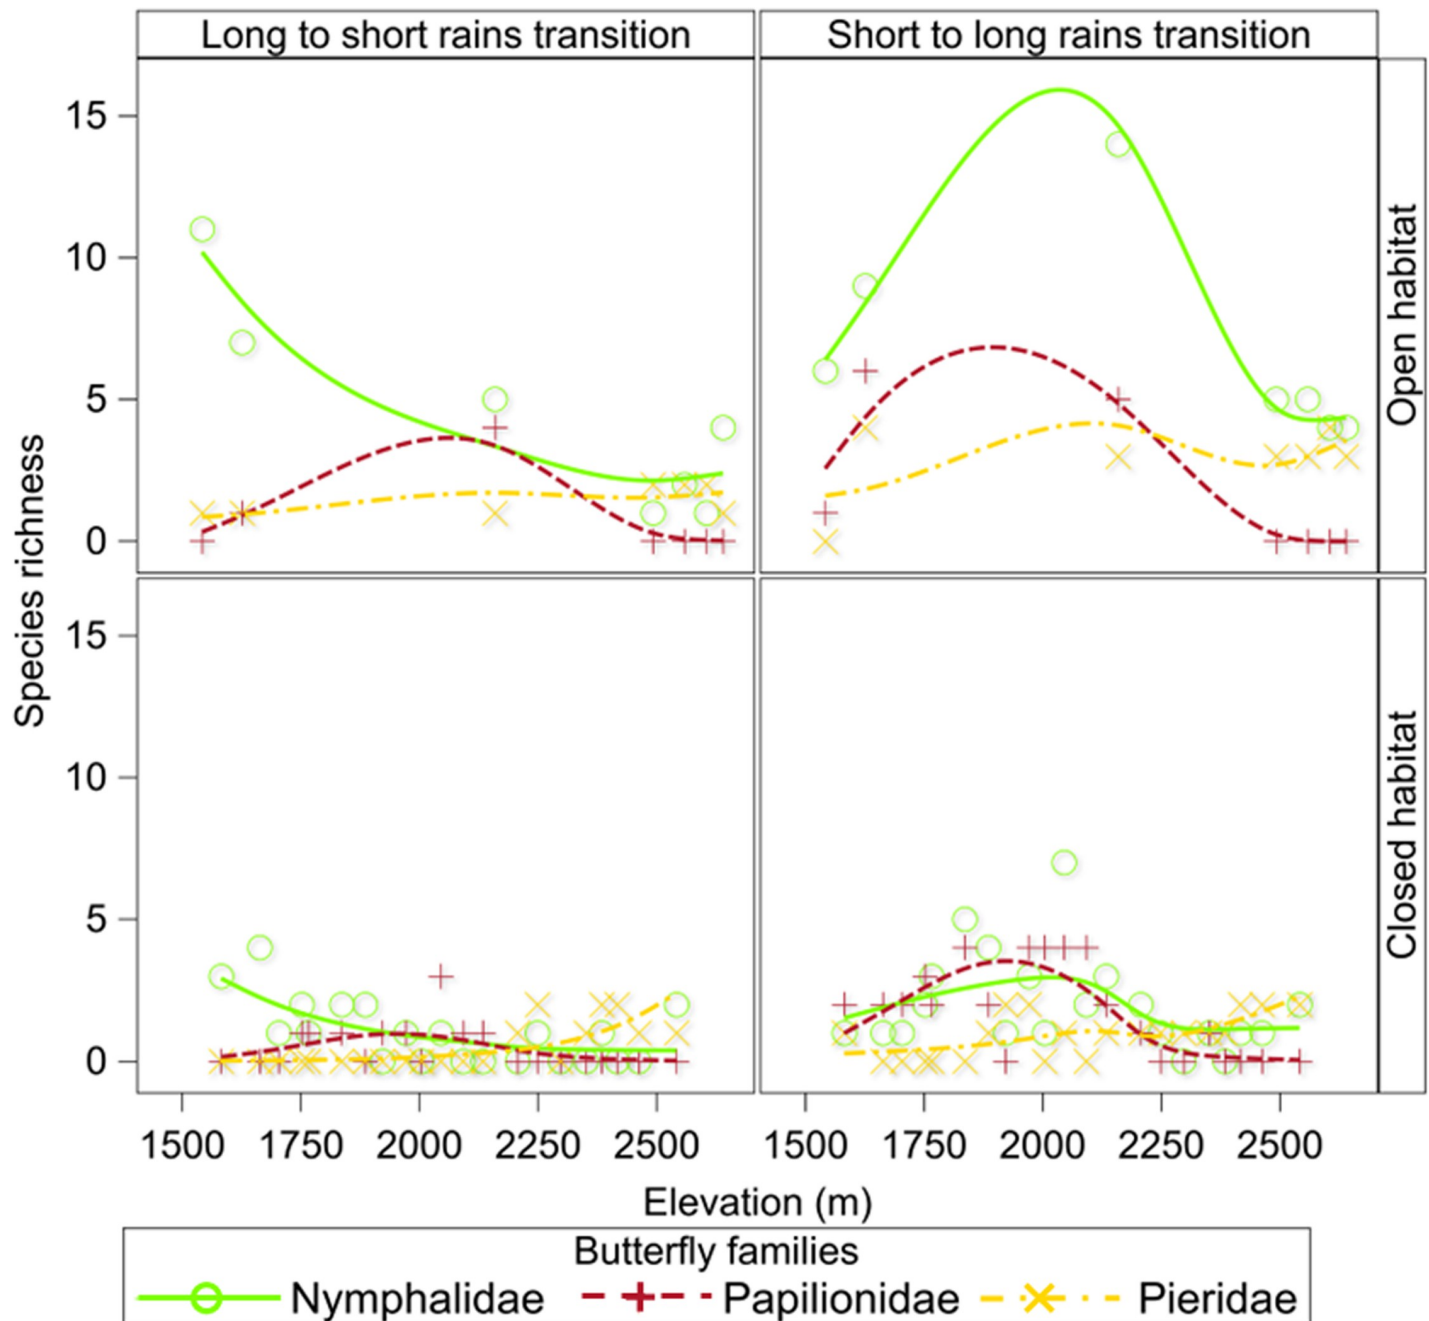 Long to short rains transition
Short to long rains transition
15
10
5
0
Open habitat
Species richness
15
10
5
0
Closed habitat
1500 1750 2000 2250 2500
1500 1750 2000 2250 2500
Elevation (m)
Butterfly families
Nymphalidae Papilionidae Pieridae